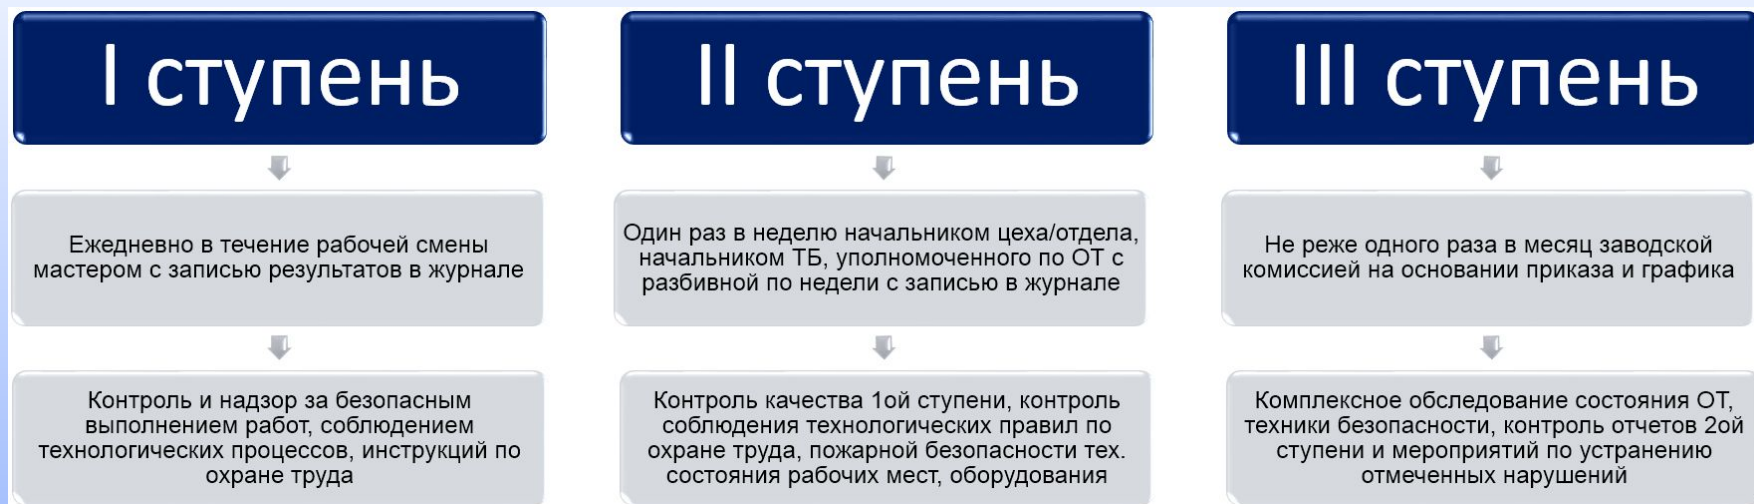 I ступень
Ежедневно в течение рабочей смены
мастером с записью результатов в журнале
Контроль и надзор за безопасным
выполнением работ, соблюдением
технологических процессов, инструкций по
охране труда
II ступень
Один раз в неделю начальником цеха/отдела,
начальником ТБ, уполномоченного по ОТ с
разбивной по недели с записью в журнале
Контроль качества 1ой ступени, контроль
соблюдения технологических правил по
охране труда, пожарной безопасности тех.
состояния рабочих мест, оборудования
III ступень
Не реже одного раза в месяц заводской
комиссией на основании приказа и графика
Комплексное обследование состояния ОТ,
техники безопасности, контроль отчетов 2ой
ступени и мероприятий по устранению
отмеченных нарушений